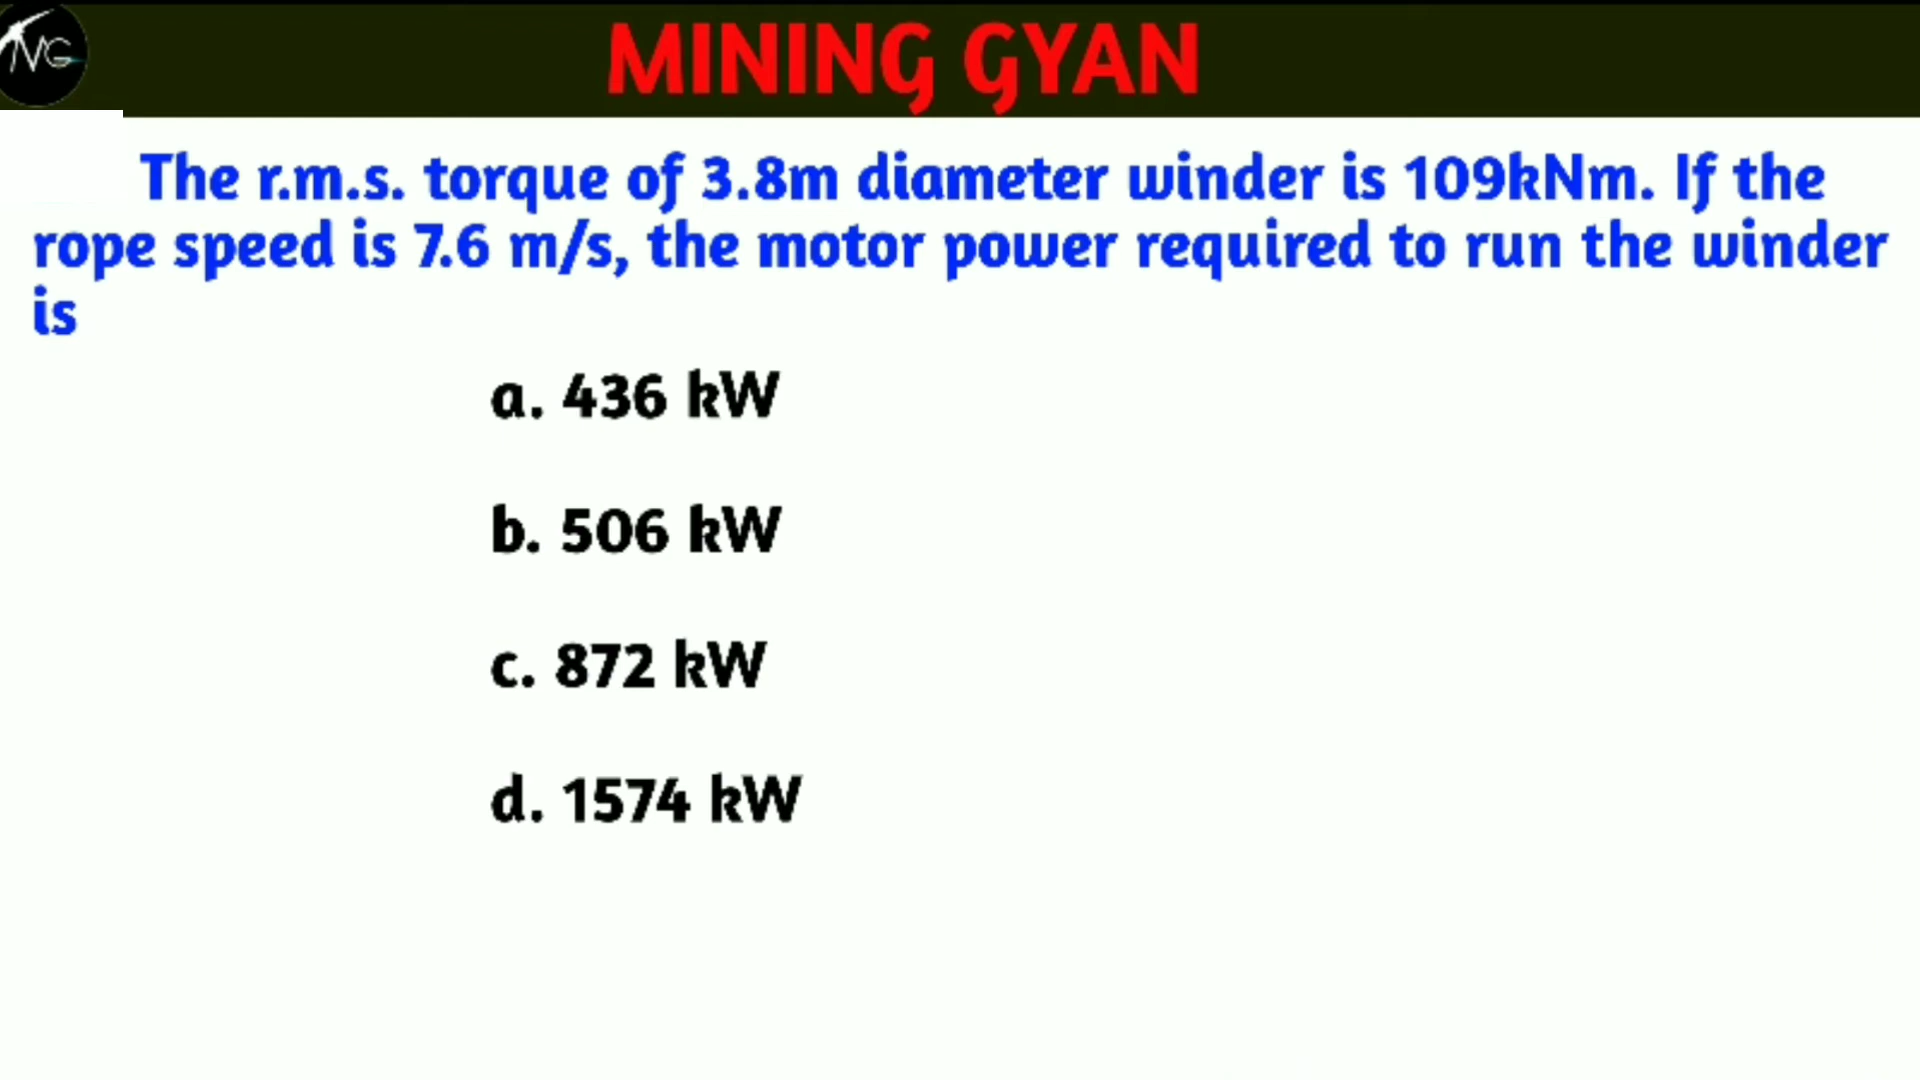 MG
MINING GYAN
The r.m.s. torque of 3.8m diameter winder is 109kNm. If the
rope speed is 7.6 m/s, the motor power required to run the winder
is
a. 436 kW
b. 506 kW
c. 872 kW
d. 1574 kW